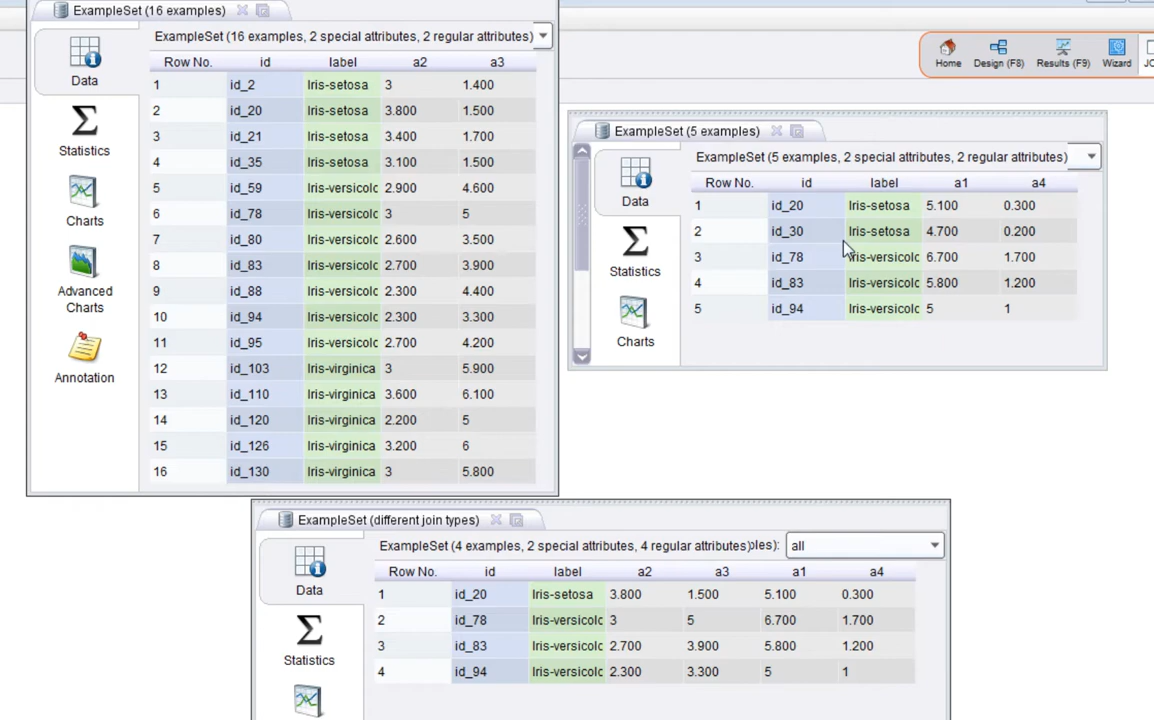 ExampleSet (16 examples)
ExampleSet (16 examples, 2 special attributes, 2 regular attributes)
Row No. id label a2 a3
1 id_2 Iris-setosa 3 1.400
2 id_20 Iris-setosa 3.800 1.500
3 id_21 Iris-setosa 3.400 1.700
4 id_35 Iris-setosa 3.100 1.500
5 id_59 Iris-versicolc 2.900 4.600
6 id_78 Iris-versicolc 3 5
7 id_80 Iris-versicolc 2.600 3.500
8 id_83 Iris-versicolc 2.700 3.900
9 id_88 Iris-versicolc 2.300 4.400
10 id_94 Iris-versicolc 2.300 3.300
11 id_95 Iris-versicolc 2.700 4.200
12 id_103 Iris-virginica 3 5.900
13 id_110 Iris-virginica 3.600 6.100
14 id_120 Iris-virginica 2.200 5
15 id_126 Iris-virginica 3.200 6
16 id_130 Iris-virginica 3 5.800
Data
Statistics
Charts
Advanced
Charts
Annotation
Home Design (F8) Results (F9) Wizard
ExampleSet (5 examples)
ExampleSet (5 examples, 2 special attributes, 2 regular attributes)
Row No. id label a1 a4
1 id_20 Iris-setosa 5.100 0.300
2 id_30 Iris-setosa 4.700 0.200
3 id_78 Iris-versicolc 6.700 1.700
4 id_83 Iris-versicolc 5.800 1.200
5 id_94 Iris-versicolc 5 1
Data
Statistics
Charts
ExampleSet (different join types)
ExampleSet (4 examples, 2 special attributes, 4 regular attributes) ples): all
Row No. id label a2 a3 a1 a4
1 id_20 Iris-setosa 3.800 1.500 5.100 0.300
2 id_78 Iris-versicolc 3 5 6.700 1.700
3 id_83 Iris-versicolc 2.700 3.900 5.800 1.200
4 id_94 Iris-versicolc 2.300 3.300 5 1
Data
Statistics